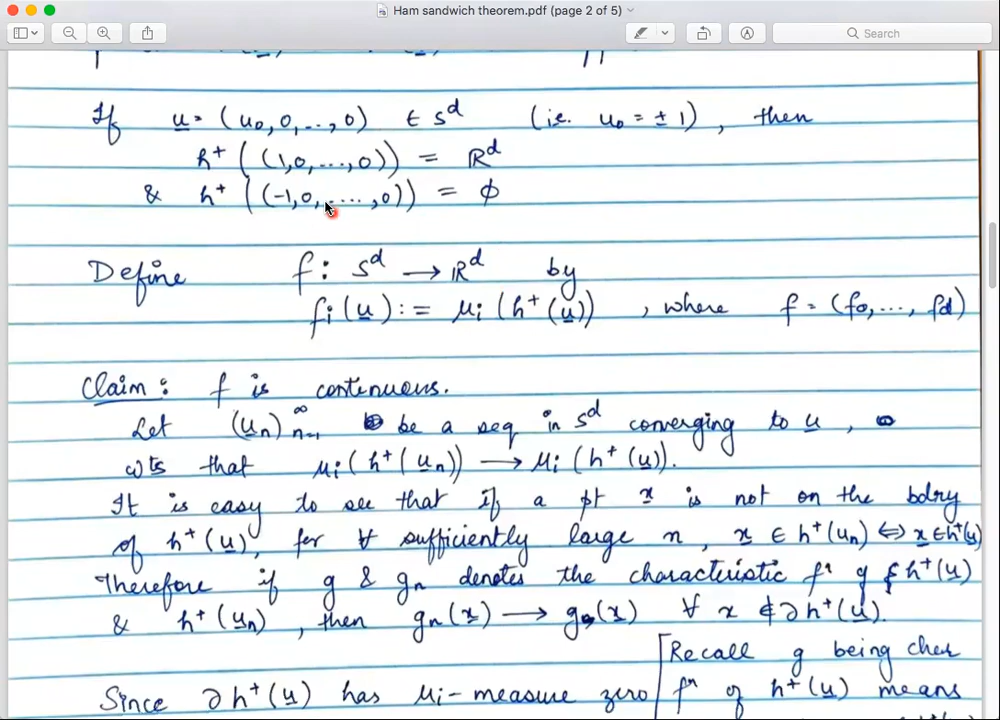 Ham sandwich theorem.pdf (page 2 of 5)
Search
If u = (u0, 0, ..., 0) ∈ S^d (i.e. u0 = ± 1), then
h+ ((1,0,...,0)) = R^d
& h+ ((-1,0,...,0)) = ϕ
Define f : S^d → R^d by
fi(u) := μi (h+(u)) , where f = (f0, ..., fd)
Claim : f is continuous.
Let (un)_{n=1}^∞ be a seq in S^d converging to u,
wts that μi(h+(un)) → μi(h+(u)).
It is easy to see that if a pt x is not on the bdry
of h+(u), for ∀ sufficiently large n, x ∈ h+(un) ⇔ x ∈ h+(u)
Therefore if g & gn denotes the characteristic fn of h+(u)
& h+(un) , then gn(x) → g(x) ∀ x ∉ ∂h+(u).
Recall g being char
Since ∂h+(u) has μi-measure zero
fn of h+(u) means